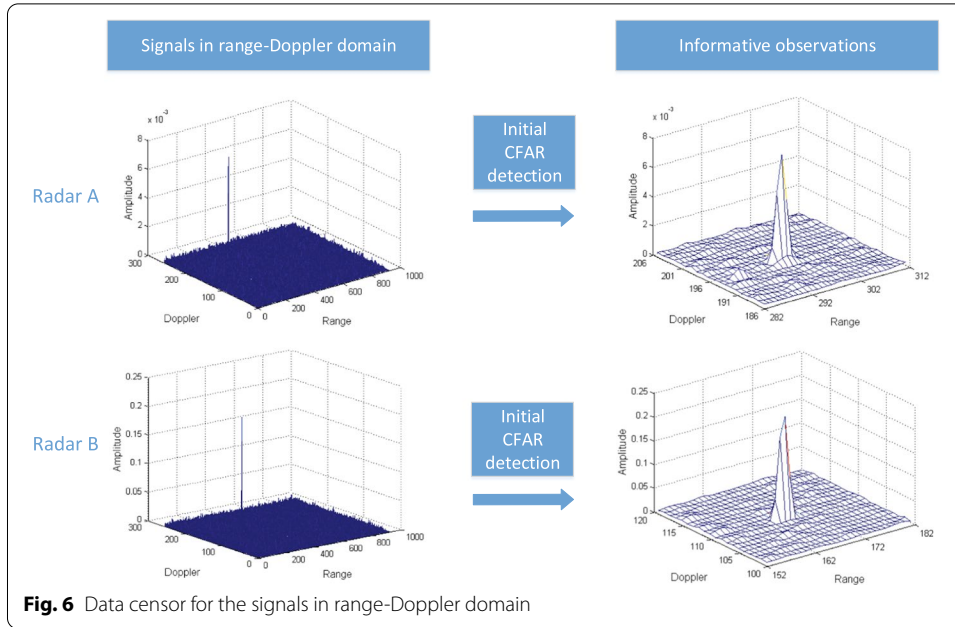 Signals in range-Doppler domain
Informative observations
Radar A
x 10⁻³
8
6
4
2
0
Amplitude
300
200
100
0
Doppler
0
200
400
600
800
1000
Range
Initial
CFAR
detection
x 10⁻³
8
6
4
2
0
Amplitude
206
201
196
191
186
Doppler
282
292
302
312
Range
Radar B
0.25
0.2
0.15
0.1
0.05
0
Amplitude
300
200
100
0
Doppler
0
200
400
600
800
1000
Range
Initial
CFAR
detection
0.25
0.2
0.15
0.1
0.05
0
Amplitude
120
115
110
105
100
Doppler
152
162
172
182
Range
Fig. 6 Data censor for the signals in range-Doppler domain